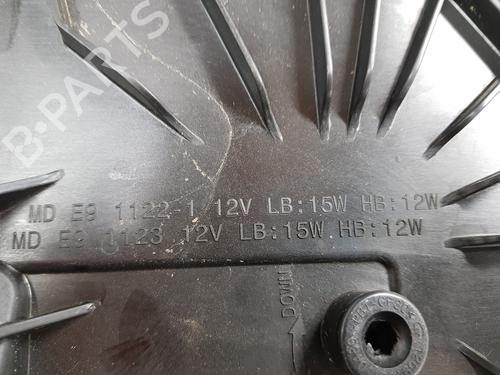 B-PARTS
MD E9 1122-1 12V LB:15W HB:12W
MD E9 1123 12V LB:15W HB:12W
DOWN